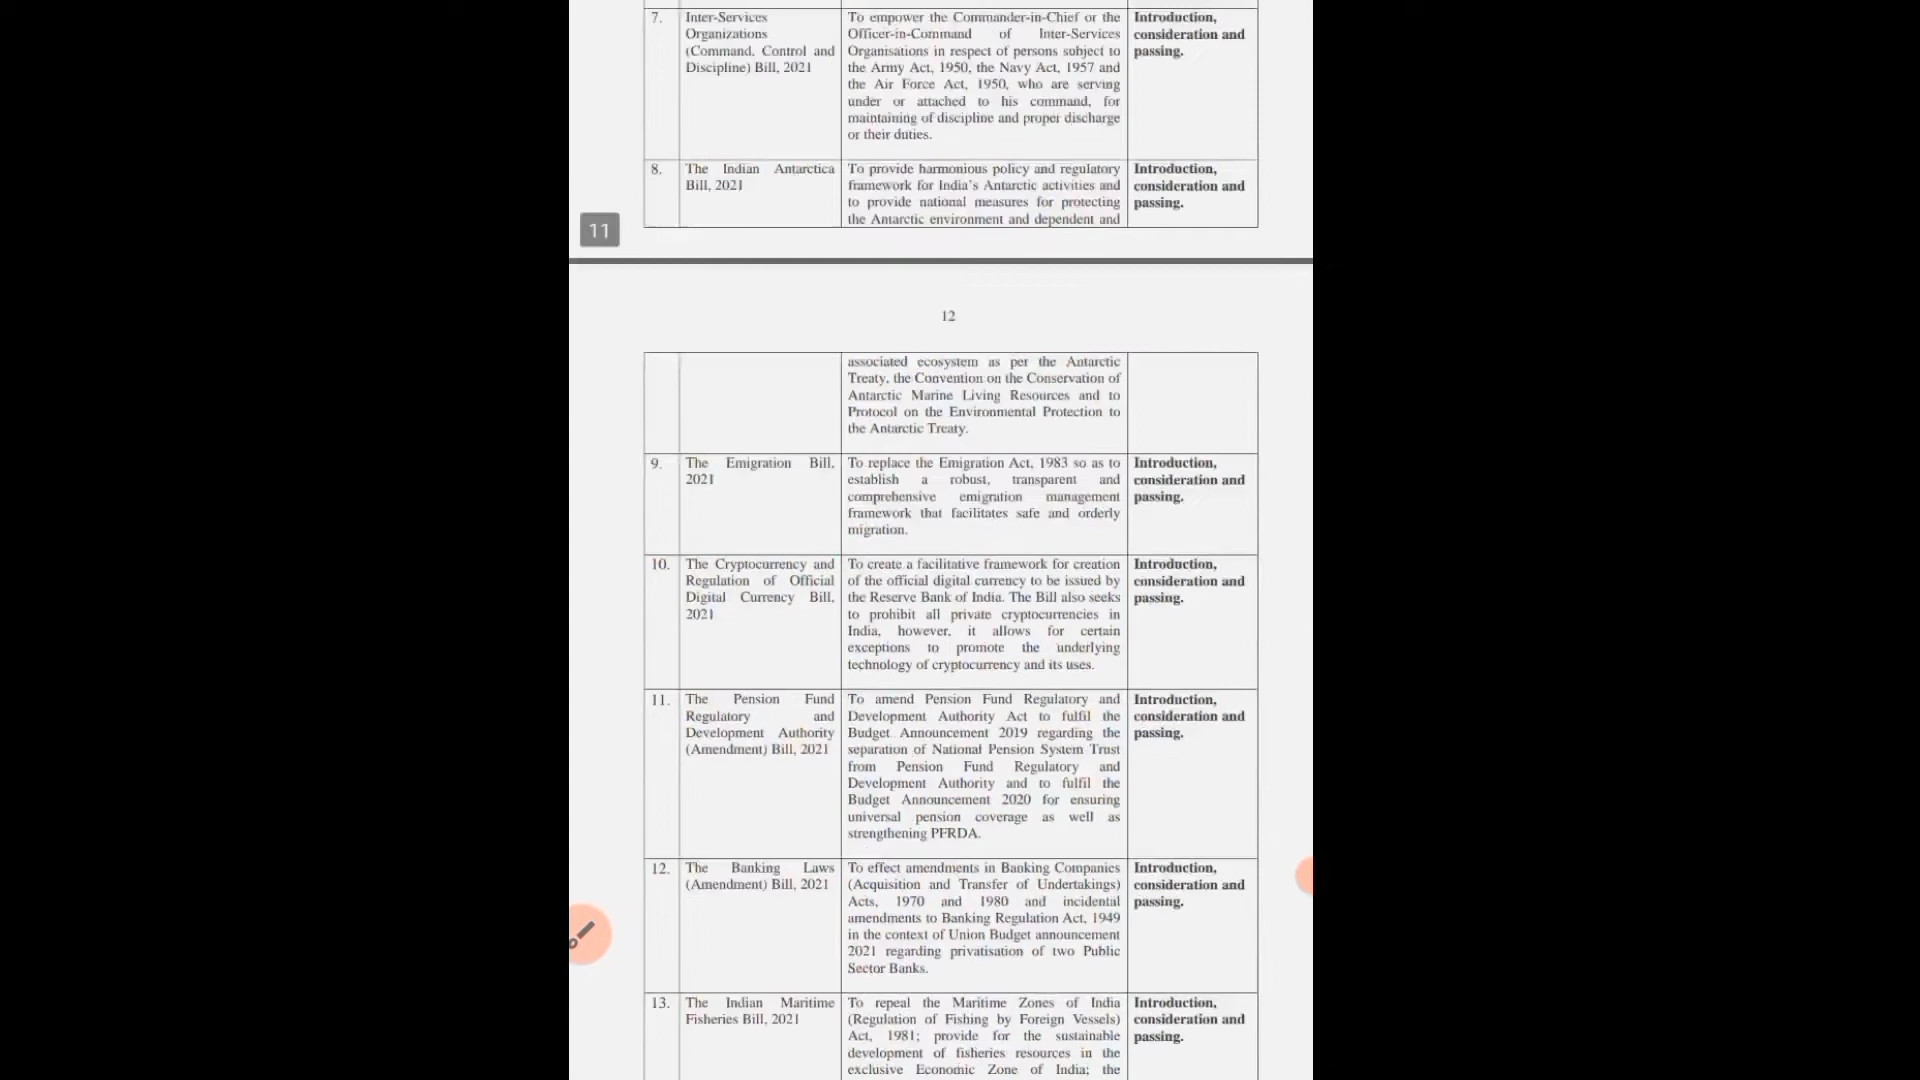 7. Inter-Services To empower the Commander-in-Chief or the Introduction,
Organizations Officer-in-Command of Inter-Services consideration and
(Command, Control and Organisations in respect of persons sobject to passing.
Discipline) Bill, 2021 the Army Act, 1950, the Navy Act, 1957 and
the Air Force Act, 1950, who are serving
under or attached to his command, for
maintaining of discipline and proper discharge
or their duties.
8. The Indian Antarctica To provide harmonious policy and regulatory Introduction,
Bill, 2021 framework for India's Antarctic activities and consideration and
to provide national measures for protecting passing.
the Antarctic environment and dependent and
11
12
associated ecosystem as per the Antarctic
Treaty, the Convention on the Conservation of
Antarctic Marine Living Resources and to
Protocol on the Environmental Protection to
the Antarctic Treaty.
9. The Emigration Bill, To replace the Emigration Act, 1983 so as to Introduction,
2021 establish a robust, transparent and consideration and
comprehensive emigration management passing.
framework that facilitates safe and orderly
migration.
10. The Cryptocurrency and To create a facilitative framework for creation Introduction,
Regulation of Official of the official digital currency to be issued by consideration and
Digital Currency Bill, the Reserve Bank of India. The Bill also seeks passing.
2021 to prohibit all private cryptocurrencies in
India, however, it allows for certain
exceptions to promote the underlying
technology of cryptocurrency and its uses.
11. The Pension Fund To amend Pension Fund Regulatory and Introduction,
Regulatory and Development Authority Act to fulfil the consideration and
Development Authority Budget Announcement 2019 regarding the passing.
(Amendment) Bill, 2021 separation of National Pension System Trust
from Pension Fund Regulatory and
Development Authority and to fulfil the
Budget Announcement 2020 for ensuring
universal pension coverage as well as
strengthening PFRDA.
12. The Banking Laws To effect amendments in Banking Companies Introduction,
(Amendment) Bill, 2021 (Acquisition and Transfer of Undertakings) consideration and
Acts, 1970 and 1980 and incidental passing.
amendments to Banking Regulation Act, 1949
in the context of Union Budget announcement
2021 regarding privatisation of two Public
Sector Banks.
13. The Indian Maritime To repeal the Maritime Zones of India Introduction,
Fisheries Bill, 2021 (Regulation of Fishing by Foreign Vessels) consideration and
Act, 1981; provide for the sustainable passing.
development of fisheries resources in the
exclusive Economic Zone of India; the